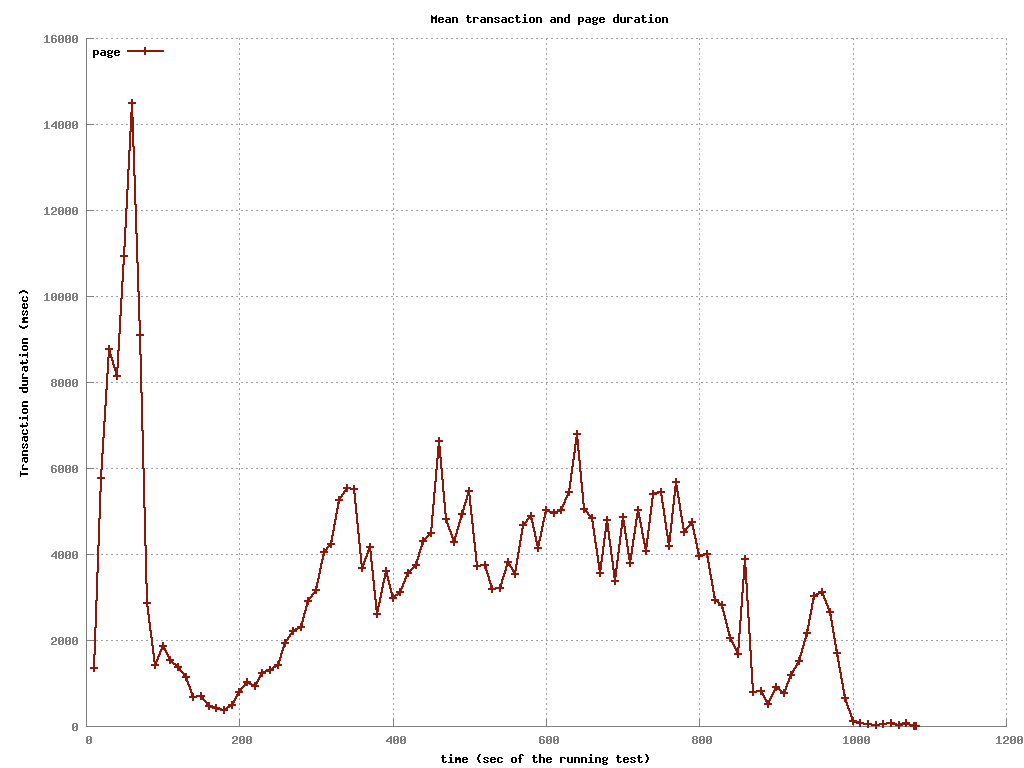 Mean transaction and page duration
16000
page
14000
12000
10000
8000
6000
4000
2000
0
Transaction duration (msec)
0 200 400 600 800 1000 1200
time (sec of the running test)